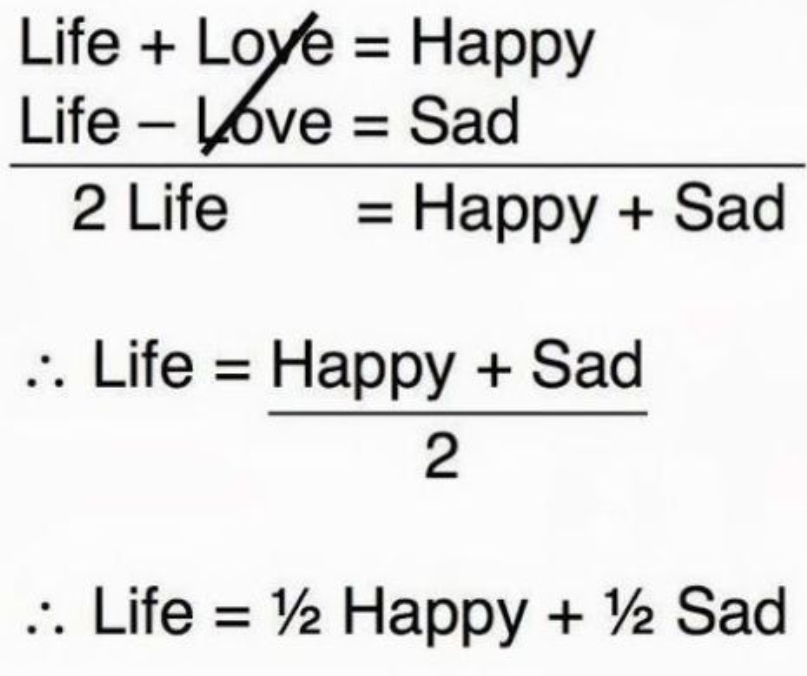 Life + Love = Happy
Life – Love = Sad
2 Life = Happy + Sad
∴ Life = Happy + Sad
2
∴ Life = ½ Happy + ½ Sad